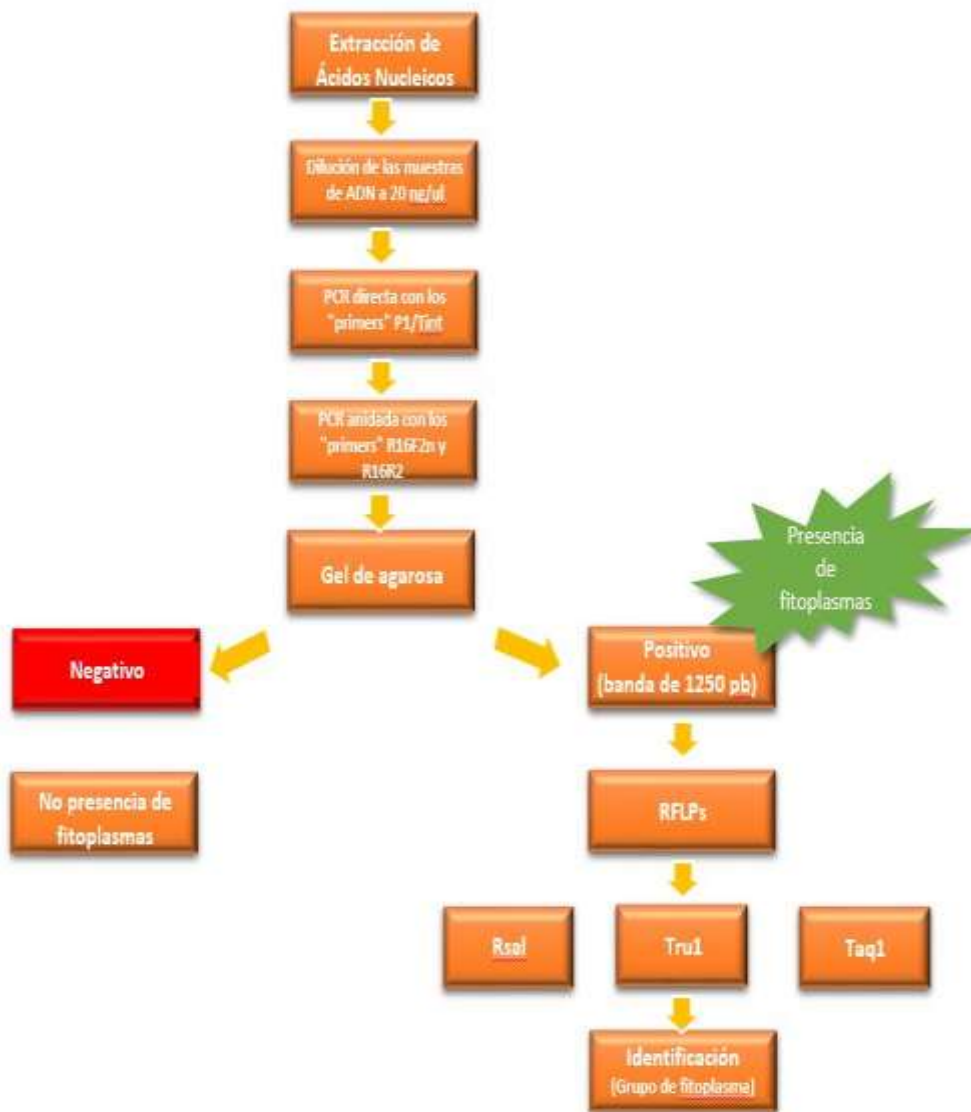 Extracción de
Ácidos Nucleicos
Dilución de las muestras
de ADN a 20 ng/ul
PCR directa con los
"primers" P1/Tint
PCR anidada con los
"primers" R16F2n y
R16R2
Gel de agarosa
Presencia
de
fitoplasmas
Negativo
Positivo
(banda de 1250 pb)
No presencia de
fitoplasmas
RFLPs
RsaI
Tru1
Taq1
Identificación
(Grupo de fitoplasma)